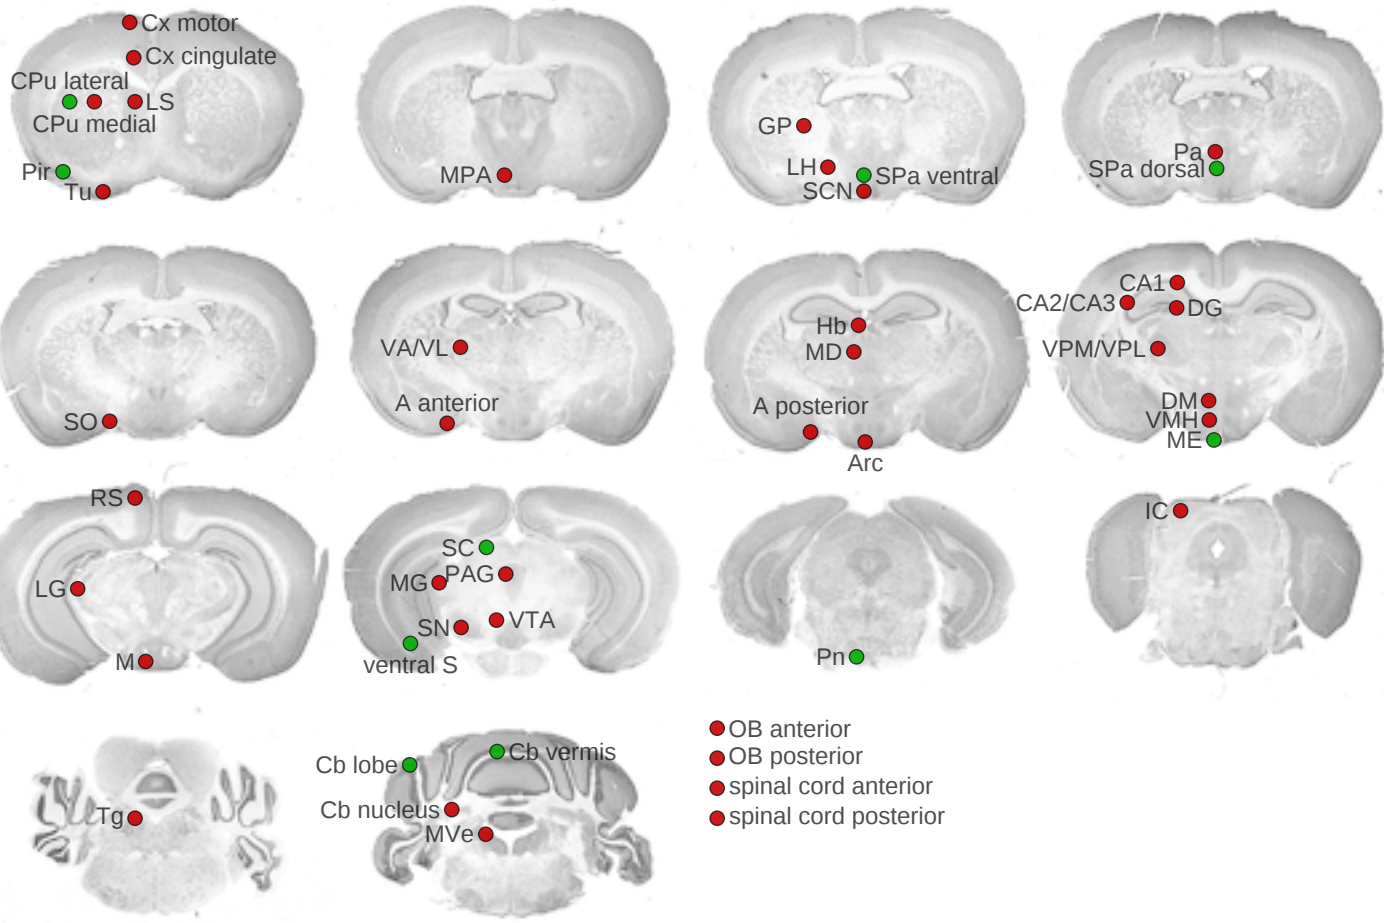 Cx motor
Cx cingulate
CPu lateral
LS
CPu medial
Pir
Tu
MPA
GP
LH
SPa ventral
SCN
Pa
SPa dorsal
SO
VA/VL
A anterior
Hb
MD
A posterior
Arc
CA1
CA2/CA3
DG
VPM/VPL
DM
VMH
ME
RS
LG
M
SC
MG
PAG
SN
VTA
ventral S
Pn
IC
Tg
Cb lobe
Cb vermis
Cb nucleus
MVe
OB anterior
OB posterior
spinal cord anterior
spinal cord posterior